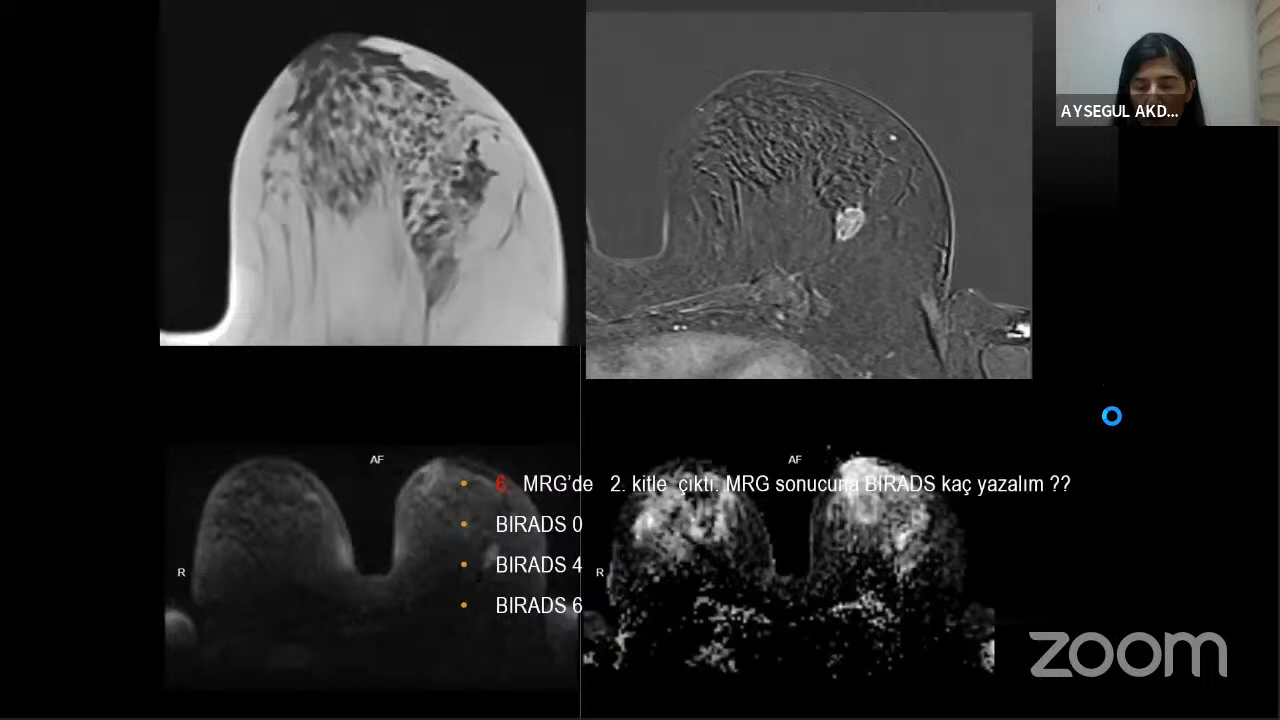 AYSEGUL AKD...
AF
AF
6. MRG'de 2. kitle çıktı. MRG sonucuna BIRADS kaç yazalım ??
BIRADS 0
BIRADS 4
R
R
BIRADS 6
zoom